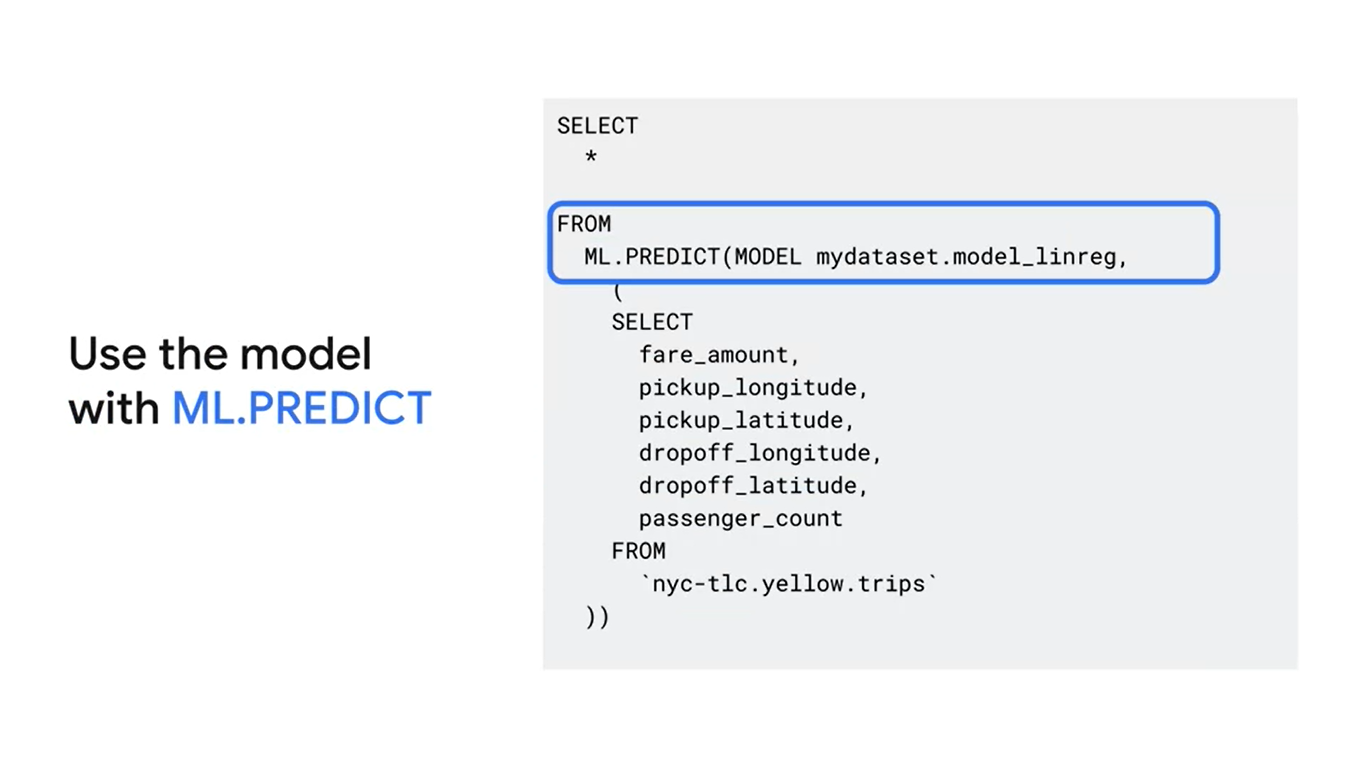 Use the model
with ML.PREDICT
SELECT
*
FROM
ML.PREDICT(MODEL mydataset.model_linreg,
(
SELECT
fare_amount,
pickup_longitude,
pickup_latitude,
dropoff_longitude,
dropoff_latitude,
passenger_count
FROM
`nyc-tlc.yellow.trips`
))